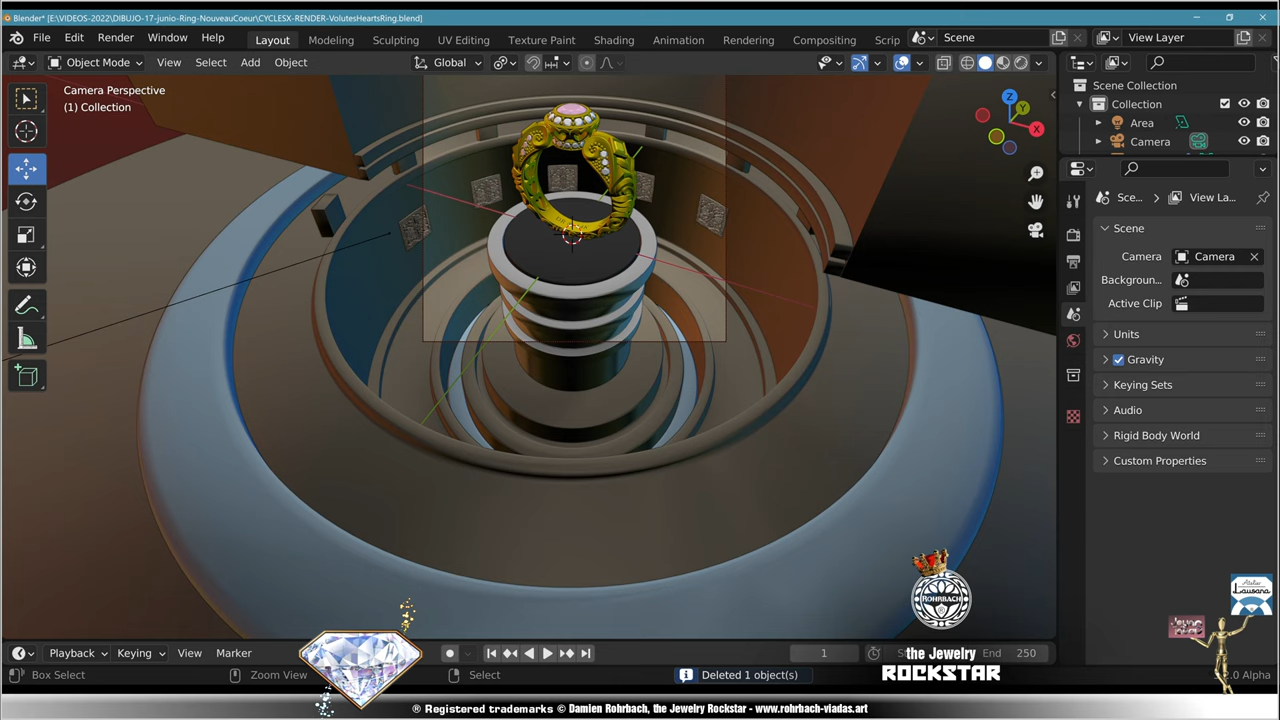 Blender* [E:\VIDEOS-2022\DIBUJO-17-junio-Ring-NouveauCoeur\CYCLESX-RENDER-VolutesHeartsRing.blend]
File Edit Render Window Help Layout Modeling Sculpting UV Editing Texture Paint Shading Animation Rendering Compositing Scrip Scene View Layer
Object Mode View Select Add Object Global
Camera Perspective
(1) Collection
Z
Y
X
Scene Collection
Collection
Area
Camera
Sce... View La...
Scene
Camera Camera
Backgroun...
Active Clip
Units
Gravity
Keying Sets
Audio
Rigid Body World
Custom Properties
Atelier
Lausana
ROHRBACH
Playback Keying View Marker 1 End 250
the Jewelry
ROCKSTAR
Box Select Zoom View Select Deleted 1 object(s) .0 Alpha
® Registered trademarks © Damien Rohrbach, the Jewelry Rockstar - www.rohrbach-viadas.art